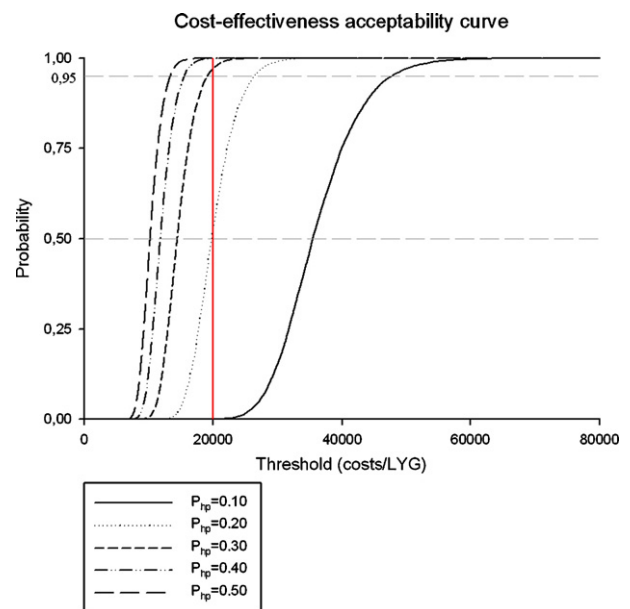 Cost-effectiveness acceptability curve
1,00
0,95
0,75
0,50
0,25
0,00
Probability
0 20000 40000 60000 80000
Threshold (costs/LYG)
P_hp=0.10
P_hp=0.20
P_hp=0.30
P_hp=0.40
P_hp=0.50